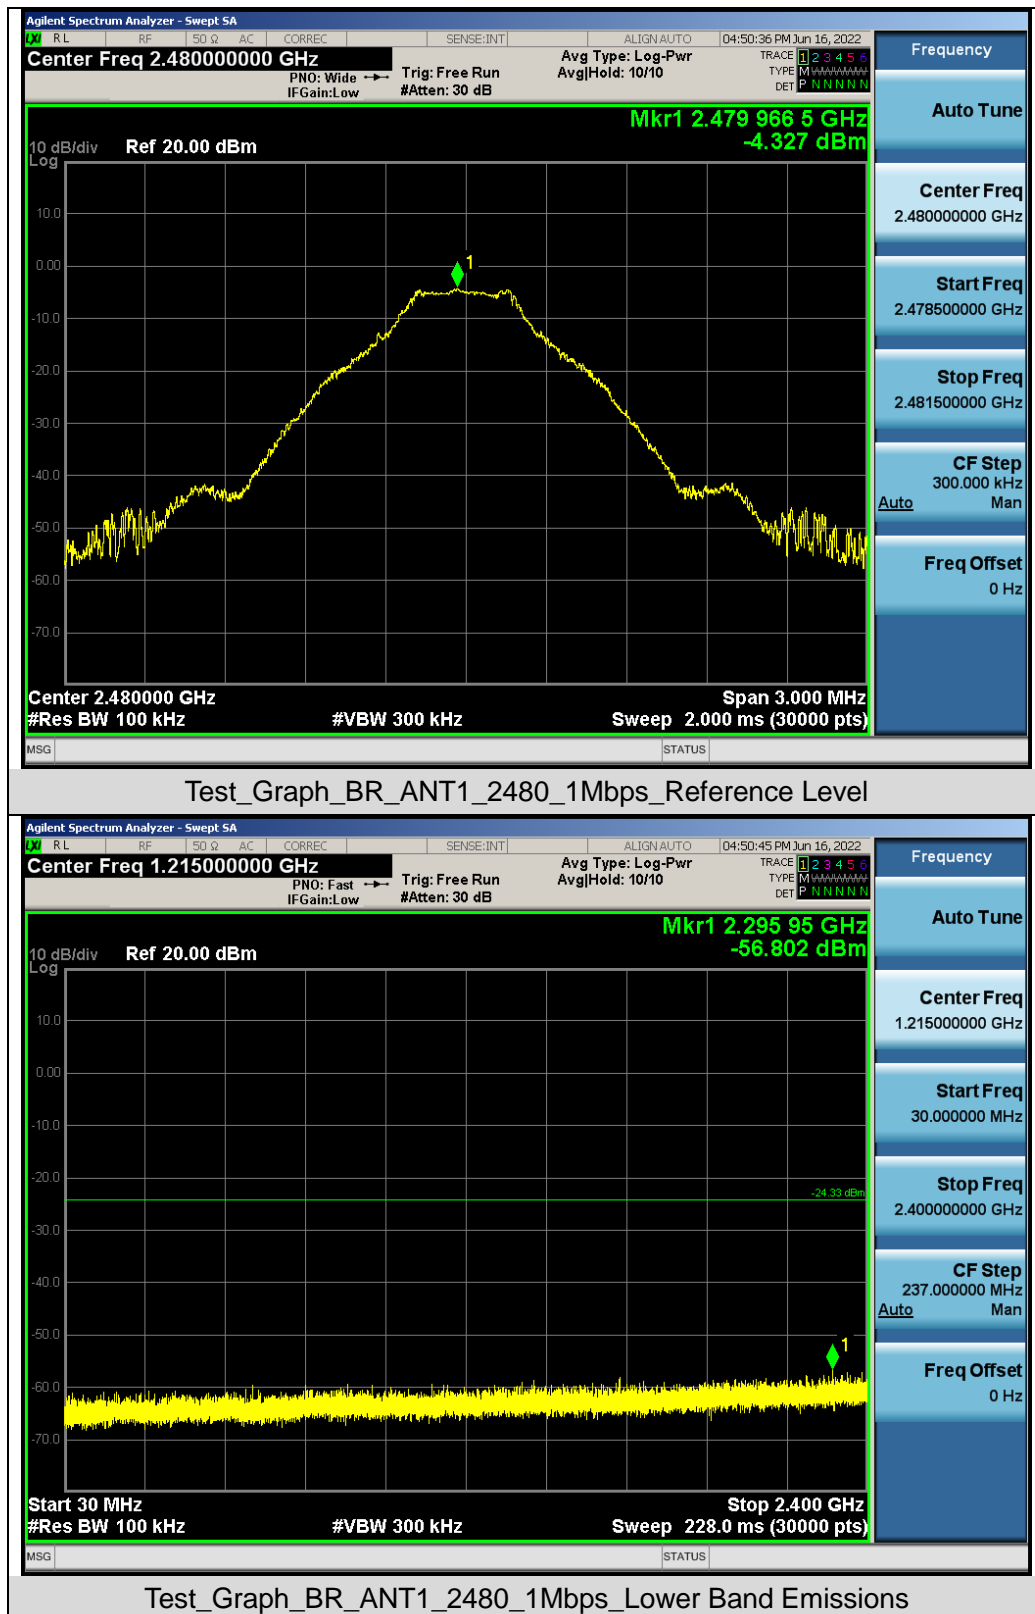 Agilent Spectrum Analyzer - Swept SA
LXI RL RF 50 Ω AC CORREC SENSE:INT ALIGN AUTO 04:50:36 PM Jun 16, 2022
Center Freq 2.480000000 GHz
PNO: Wide
IFGain:Low
Trig: Free Run
#Atten: 30 dB
Avg Type: Log-Pwr
Avg|Hold: 10/10
TRACE 1 2 3 4 5 6
TYPE M
DET P N N N N N
Frequency
Auto Tune
Center Freq
2.480000000 GHz
Start Freq
2.478500000 GHz
Stop Freq
2.481500000 GHz
CF Step
300.000 kHz
Auto Man
Freq Offset
0 Hz
Mkr1 2.479 966 5 GHz
-4.327 dBm
10 dB/div Ref 20.00 dBm
Log
10.0
1
0.00
-10.0
-20.0
-30.0
-40.0
-50.0
-60.0
-70.0
Center 2.480000 GHz Span 3.000 MHz
#Res BW 100 kHz #VBW 300 kHz Sweep 2.000 ms (30000 pts)
MSG STATUS
Test_Graph_BR_ANT1_2480_1Mbps_Reference Level
Agilent Spectrum Analyzer - Swept SA
LXI RL RF 50 Ω AC CORREC SENSE:INT ALIGN AUTO 04:50:45 PM Jun 16, 2022
Center Freq 1.215000000 GHz
PNO: Fast
IFGain:Low
Trig: Free Run
#Atten: 30 dB
Avg Type: Log-Pwr
Avg|Hold: 10/10
TRACE 1 2 3 4 5 6
TYPE M
DET P N N N N N
Frequency
Auto Tune
Center Freq
1.215000000 GHz
Start Freq
30.000000 MHz
Stop Freq
2.400000000 GHz
CF Step
237.000000 MHz
Auto Man
Freq Offset
0 Hz
Mkr1 2.295 95 GHz
-56.802 dBm
10 dB/div Ref 20.00 dBm
Log
10.0
0.00
-10.0
-20.0
-24.33 dBm
-30.0
-40.0
-50.0
1
-60.0
-70.0
Start 30 MHz Stop 2.400 GHz
#Res BW 100 kHz #VBW 300 kHz Sweep 228.0 ms (30000 pts)
MSG STATUS
Test_Graph_BR_ANT1_2480_1Mbps_Lower Band Emissions